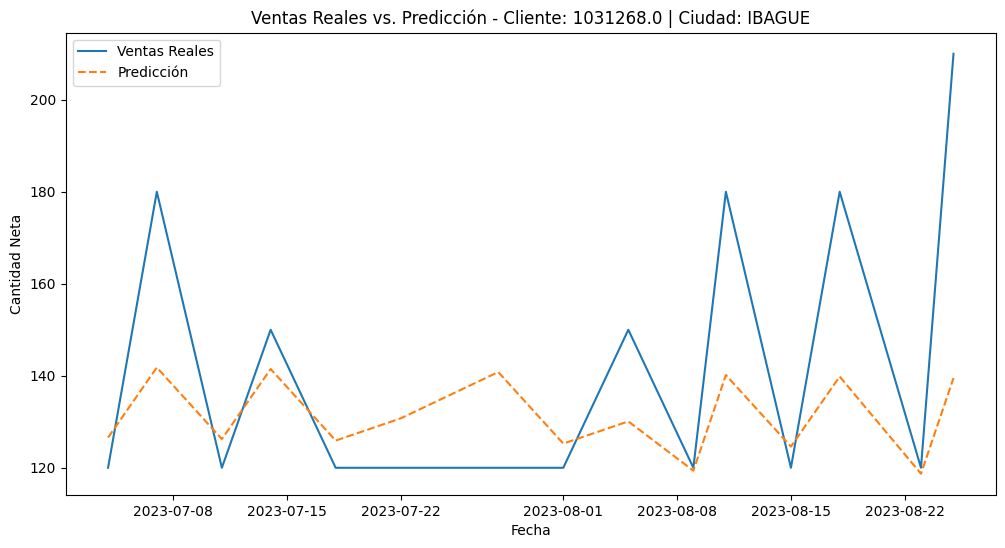 Ventas Reales vs. Predicción - Cliente: 1031268.0 | Ciudad: IBAGUE
Ventas Reales
Predicción
Cantidad Neta
200
180
160
140
120
2023-07-08 2023-07-15 2023-07-22 2023-08-01 2023-08-08 2023-08-15 2023-08-22
Fecha